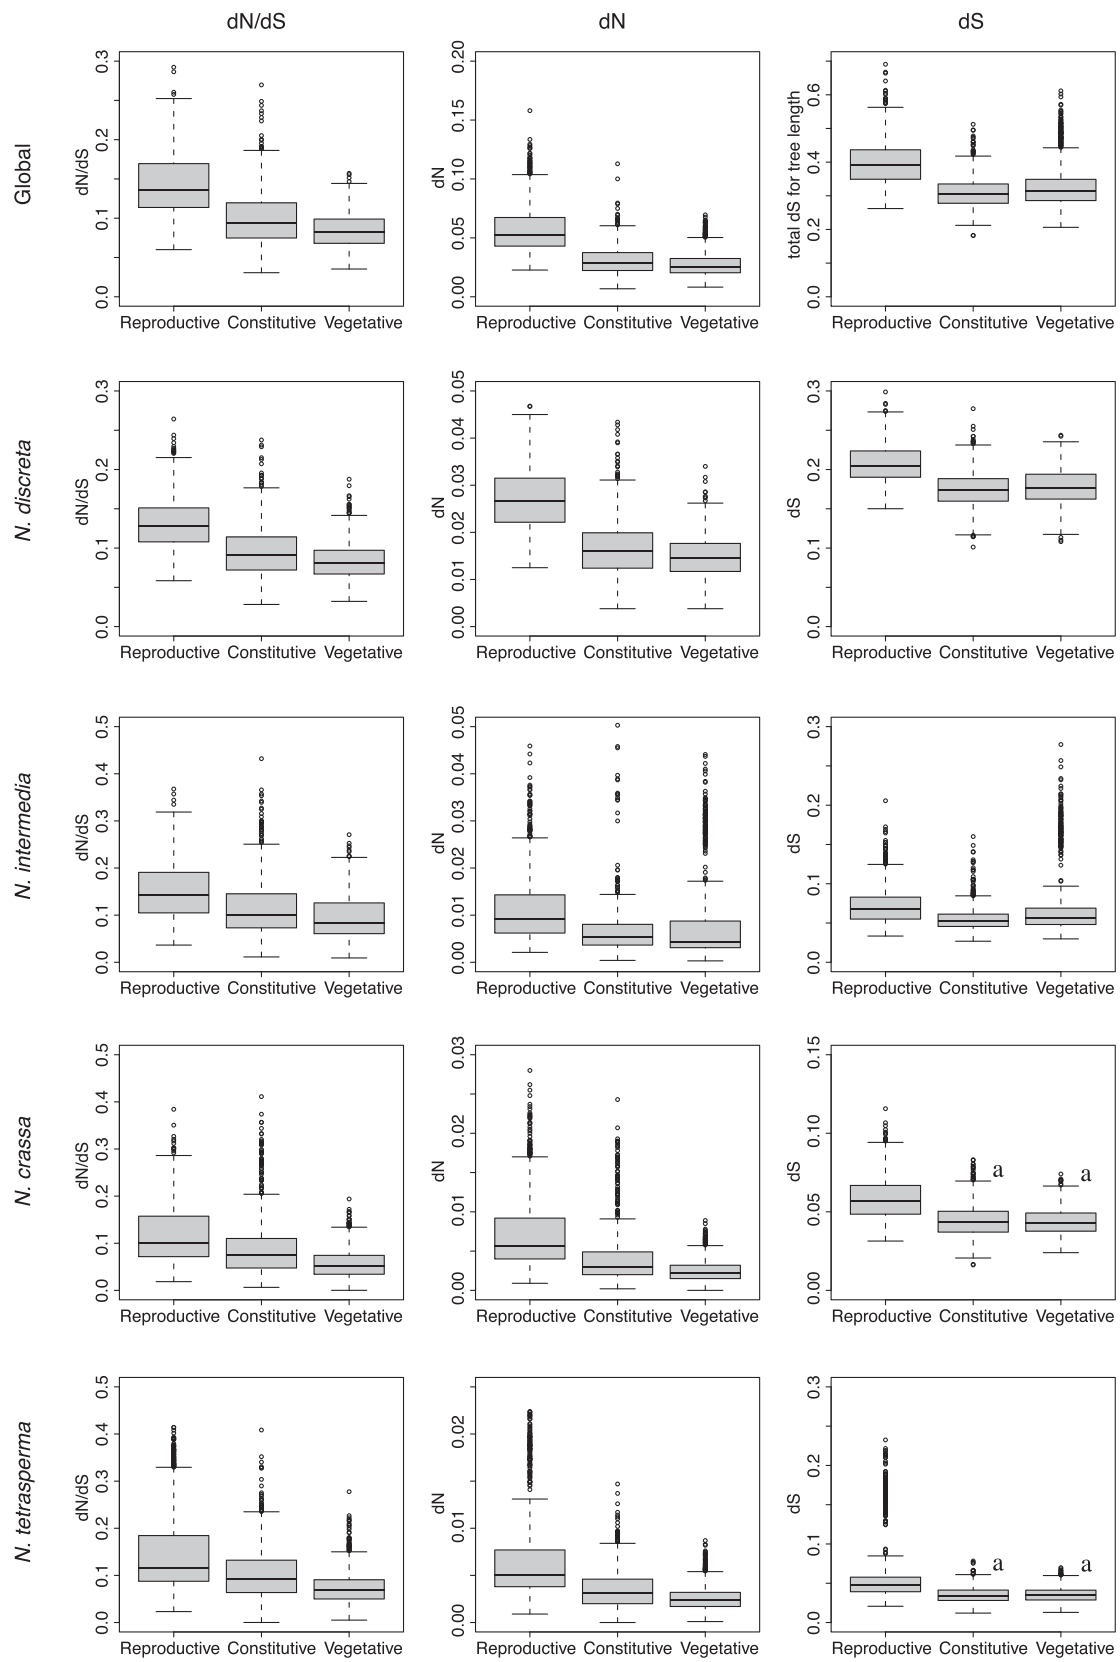 dN/dS dN dS
Global
dN/dS
0.0 0.1 0.2 0.3
Reproductive Constitutive Vegetative
dN
0.00 0.05 0.10 0.15 0.20
Reproductive Constitutive Vegetative
total dS for tree length
0.0 0.2 0.4 0.6
Reproductive Constitutive Vegetative
N. discreta
dN/dS
0.0 0.1 0.2 0.3
Reproductive Constitutive Vegetative
dN
0.00 0.01 0.02 0.03 0.04 0.05
Reproductive Constitutive Vegetative
dS
0.0 0.1 0.2 0.3
Reproductive Constitutive Vegetative
N. intermedia
dN/dS
0.0 0.1 0.2 0.3 0.4 0.5
Reproductive Constitutive Vegetative
dN
0.00 0.01 0.02 0.03 0.04 0.05
Reproductive Constitutive Vegetative
dS
0.0 0.1 0.2 0.3
Reproductive Constitutive Vegetative
N. crassa
dN/dS
0.0 0.1 0.2 0.3 0.4 0.5
Reproductive Constitutive Vegetative
dN
0.00 0.01 0.02 0.03
Reproductive Constitutive Vegetative
dS
0.00 0.05 0.10 0.15
a a
Reproductive Constitutive Vegetative
N. tetrasperma
dN/dS
0.0 0.1 0.2 0.3 0.4 0.5
Reproductive Constitutive Vegetative
dN
0.00 0.01 0.02
Reproductive Constitutive Vegetative
dS
0.0 0.1 0.2 0.3
a a
Reproductive Constitutive Vegetative